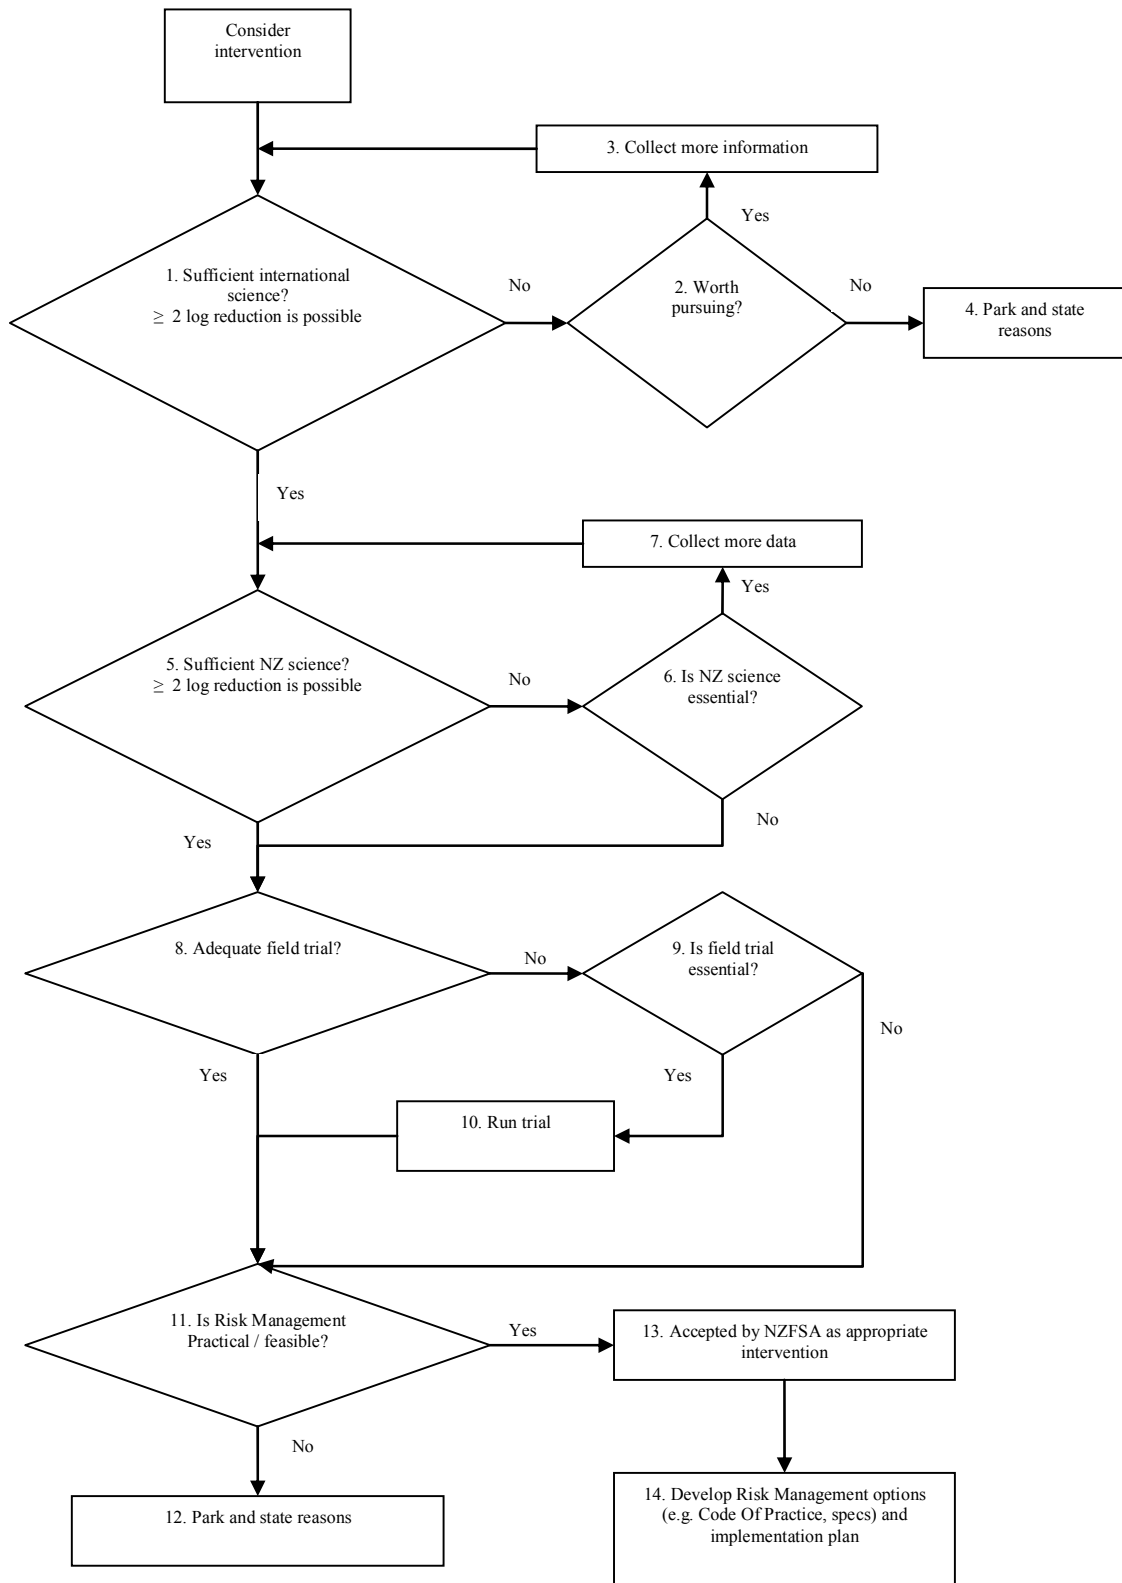 Consider
intervention
3. Collect more information
Yes
1. Sufficient international
science?
≥ 2 log reduction is possible
No
2. Worth
pursuing?
No
4. Park and state
reasons
Yes
7. Collect more data
Yes
5. Sufficient NZ science?
≥ 2 log reduction is possible
No
6. Is NZ science
essential?
No
Yes
8. Adequate field trial?
No
9. Is field trial
essential?
No
Yes
Yes
10. Run trial
11. Is Risk Management
Practical / feasible?
Yes
13. Accepted by NZFSA as appropriate
intervention
No
12. Park and state reasons
14. Develop Risk Management options
(e.g. Code Of Practice, specs) and
implementation plan